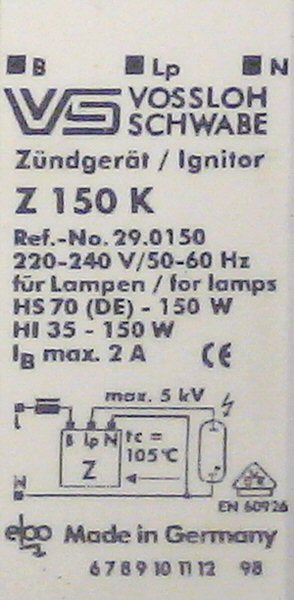 B Lp N
VS VOSSLOH
SCHWABE
Zündgerät / Ignitor
Z 150 K
Ref.-No. 29.0150
220-240 V/50-60 Hz
für Lampen / for lamps
HS 70 (DE) - 150 W
HI 35 - 150 W
IB max. 2 A CE
max. 5 kV
L B Lp N tc =
Z 105°C
N
EN 60926
Made in Germany
6 7 8 9 10 11 12 98